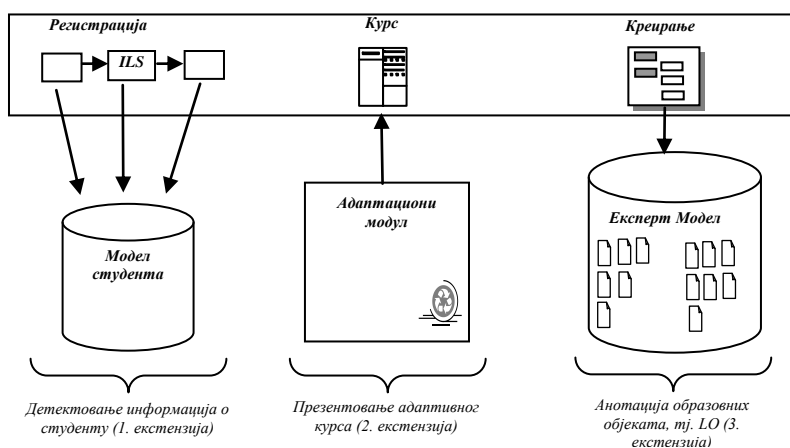 Регистрација
Курс
Креирање
ILS
Адаптациони
модул
Експерт Модел
Модел
студента
Детектовање информација о
студенту (1. екстензија)
Презентовање адаптивног
курса (2. екстензија)
Анотација образовних
објеката, тј. LO (3.
екстензија)